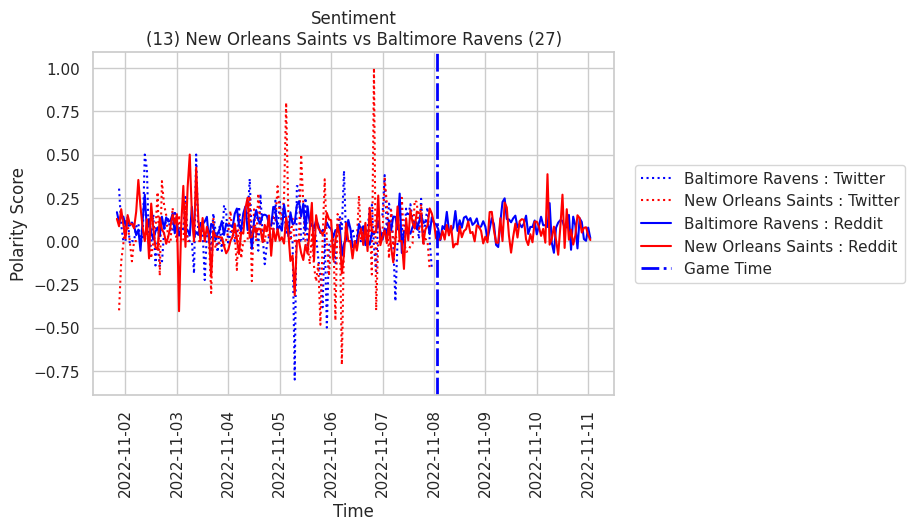 Sentiment
(13) New Orleans Saints vs Baltimore Ravens (27)
Polarity Score
1.00
0.75
0.50
0.25
0.00
−0.25
−0.50
−0.75
2022-11-02
2022-11-03
2022-11-04
2022-11-05
2022-11-06
2022-11-07
2022-11-08
2022-11-09
2022-11-10
2022-11-11
Time
Baltimore Ravens : Twitter
New Orleans Saints : Twitter
Baltimore Ravens : Reddit
New Orleans Saints : Reddit
Game Time